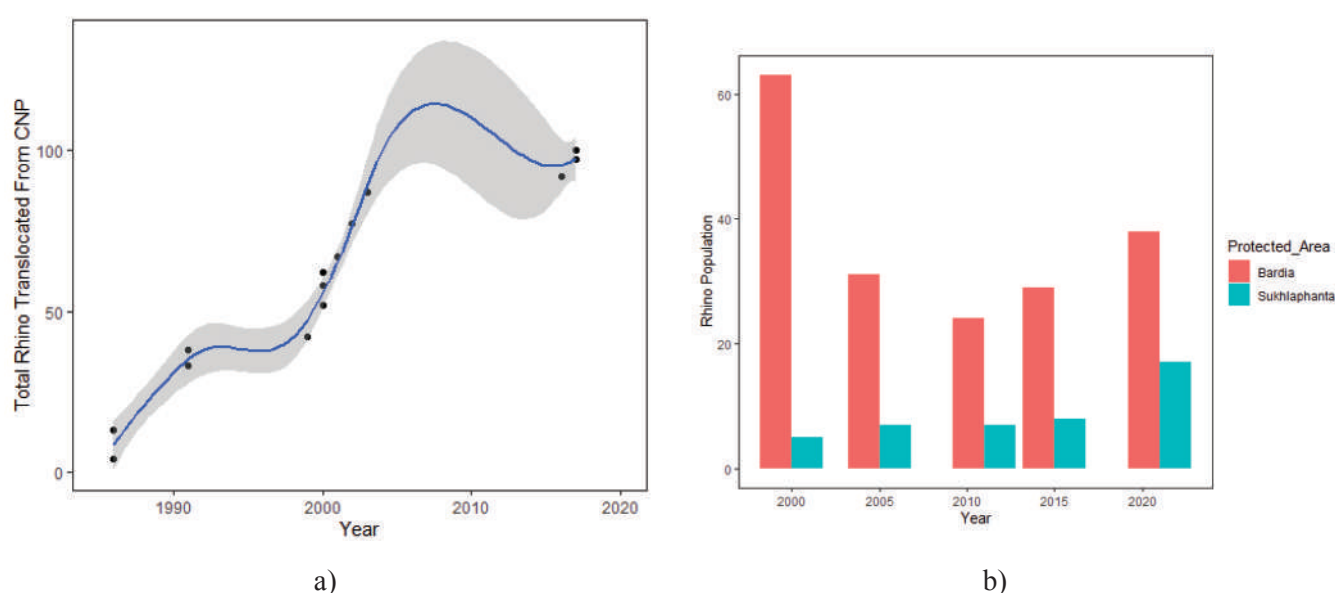 Total Rhino Translocated From CNP
100
50
0
1990
2000
2010
2020
Year
a)
Rhino Population
60
40
20
0
2000
2005
2010
2015
2020
Year
Protected_Area
Bardia
Sukhlaphanta
b)